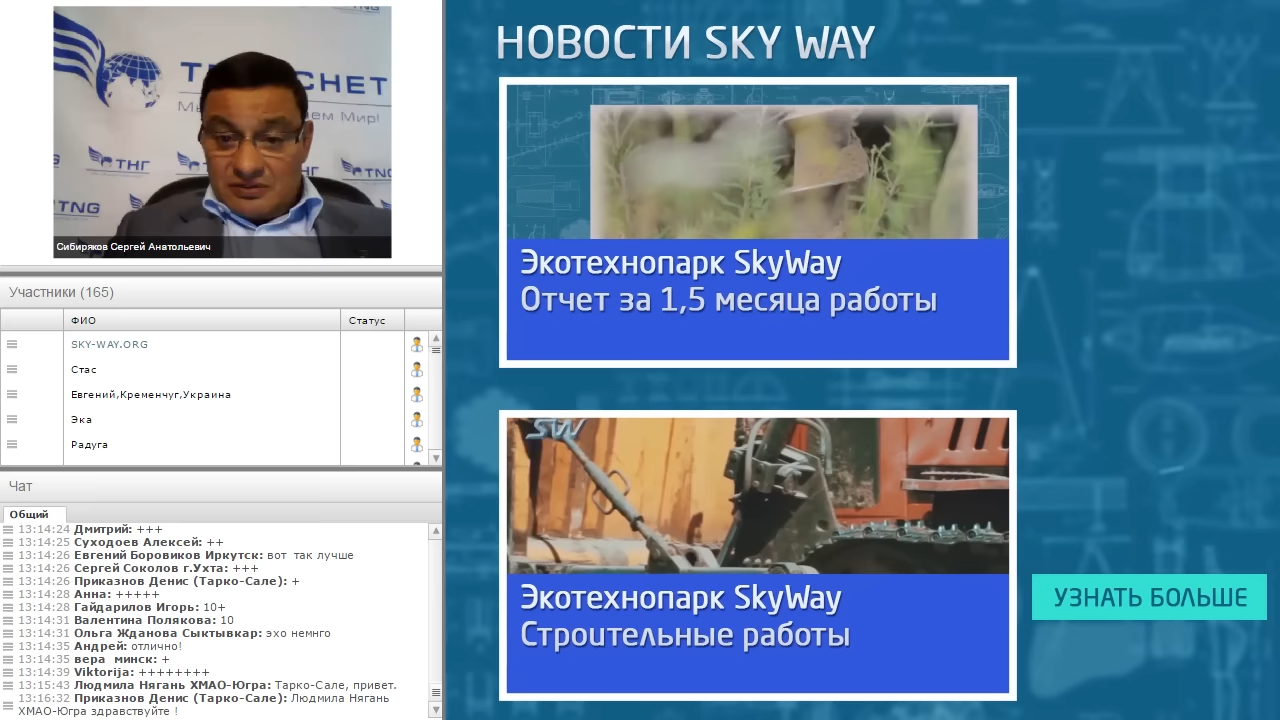 ТНГ
TNG
TNG
Сибиряков Сергей Анатольевич
Участники (165)
ФИО
Статус
SKY-WAY.ORG
Стас
Евгений,Кременчуг,Украина
Эка
Радуга
Чат
Общий
13:14:24 Дмитрий: +++
13:14:25 Суходоев Алексей: ++
13:14:26 Евгений Боровиков Иркутск: вот так лучше
13:14:26 Сергей Соколов г.Ухта: +++
13:14:26 Приказнов Денис (Тарко-Сале): +
13:14:28 Анна: +++++
13:14:28 Гайдарилов Игорь: 10+
13:14:31 Валентина Полякова: 10
13:14:31 Ольга Жданова Сыктывкар: эхо немнго
13:14:35 Андрей: отлично!
13:14:35 вера минск: +
13:14:39 Viktorija: ++++++++
13:15:43 Людмила Нягань ХМАО-Югра: Тарко-Сале, привет.
13:16:32 Приказнов Денис (Тарко-Сале): Людмила Нягань
ХМАО-Югра здравствуйте !
НОВОСТИ SKY WAY
Экотехнопарк SkyWay
Отчет за 1,5 месяца работы
SW
Экотехнопарк SkyWay
Строительные работы
УЗНАТЬ БОЛЬШЕ